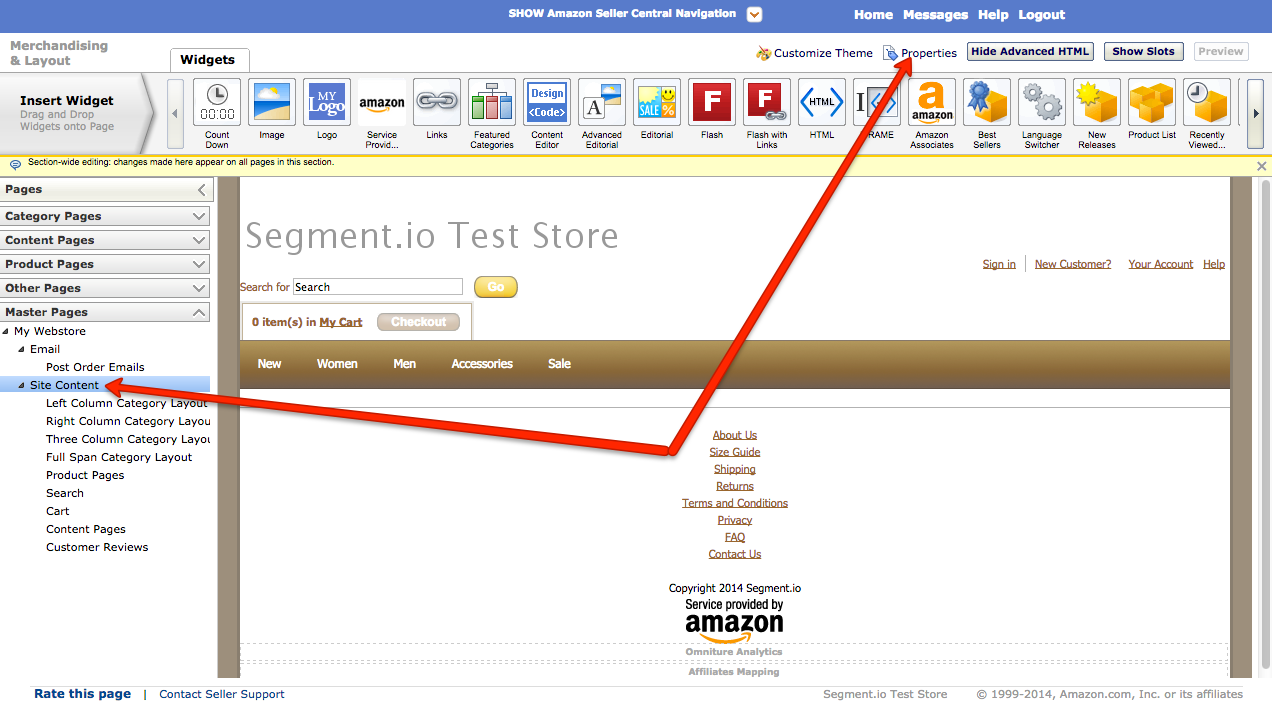 SHOW Amazon Seller Central Navigation
Home Messages Help Logout
Merchandising
& Layout
Widgets
Customize Theme
Properties
Hide Advanced HTML
Show Slots
Preview
Insert Widget
Drag and Drop
Widgets onto Page
00:00
Count
Down
Image
MY
Logo
Logo
amazon
Service
Provid...
Links
Featured
Categories
Design
<Code>
Content
Editor
A
Advanced
Editorial
SALE %
Editorial
F
Flash
F
Flash with
Links
HTML
HTML
I
RAME
a
amazon
Amazon
Associates
Best
Sellers
Language
Switcher
New
Releases
Product List
Recently
Viewed...
Section-wide editing: changes made here appear on all pages in this section.
Pages
Category Pages
Content Pages
Product Pages
Other Pages
Master Pages
My Webstore
Email
Post Order Emails
Site Content
Left Column Category Layout
Right Column Category Layou
Three Column Category Layou
Full Span Category Layout
Product Pages
Search
Cart
Content Pages
Customer Reviews
Segment.io Test Store
Sign in
New Customer?
Your Account
Help
Search for
Search
Go
0 item(s) in My Cart
Checkout
New
Women
Men
Accessories
Sale
About Us
Size Guide
Shipping
Returns
Terms and Conditions
Privacy
FAQ
Contact Us
Copyright 2014 Segment.io
Service provided by
amazon
Omniture Analytics
Affiliates Mapping
Rate this page | Contact Seller Support
Segment.io Test Store
© 1999-2014, Amazon.com, Inc. or its affiliates